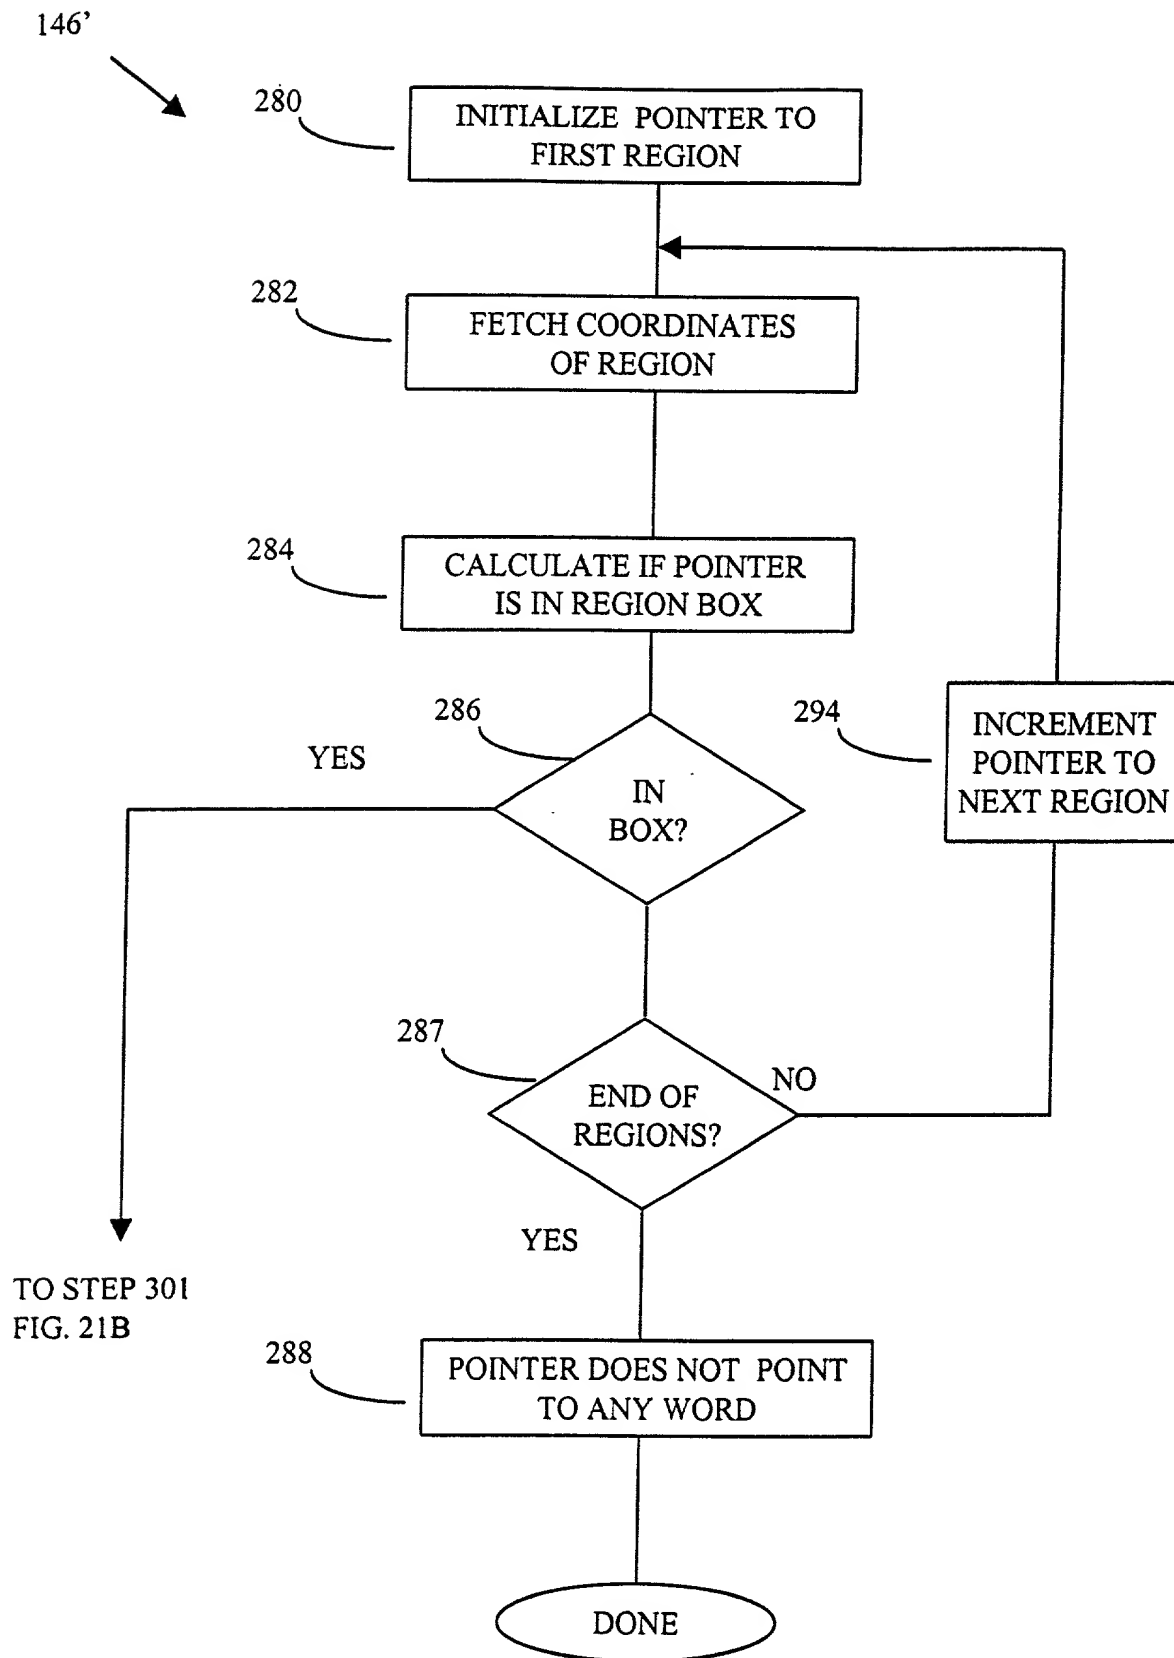 146'
280
INITIALIZE POINTER TO
FIRST REGION
282
FETCH COORDINATES
OF REGION
284
CALCULATE IF POINTER
IS IN REGION BOX
286
294
YES
IN
BOX?
INCREMENT
POINTER TO
NEXT REGION
287
END OF
REGIONS?
NO
YES
TO STEP 301
FIG. 21B
288
POINTER DOES NOT POINT
TO ANY WORD
DONE